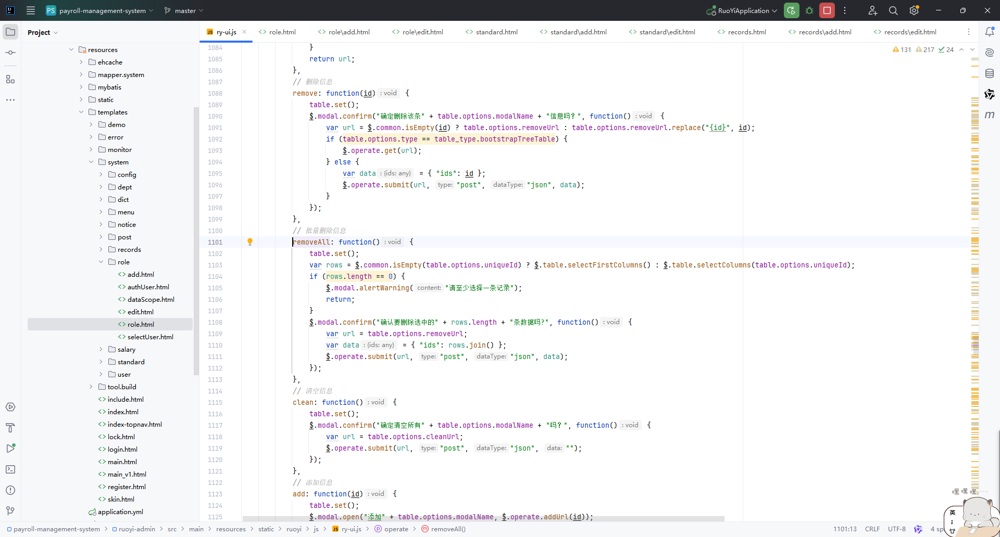 PS payroll-management-system master RuoYiApplication
Project
JS ry-ui.js role.html role\add.html role\edit.html standard.html standard\add.html standard\edit.html records.html records\add.html records\edit.html
131 217 24
resources
ehcache
mapper.system
mybatis
static
templates
demo
error
monitor
system
config
dept
dict
menu
notice
post
records
role
add.html
authUser.html
dataScope.html
edit.html
role.html
selectUser.html
salary
standard
user
tool.build
include.html
index.html
index-topnav.html
lock.html
login.html
main.html
main_v1.html
register.html
skin.html
application.yml
1084 }
1085 return url;
1086 },
1087 // 删除信息
1088 remove: function(id) : void {
1089 table.set();
1090 $.modal.confirm("确定删除该条" + table.options.modalName + "信息吗？", function() : void {
1091 var url = $.common.isEmpty(id) ? table.options.removeUrl : table.options.removeUrl.replace("{id}", id);
1092 if (table.options.type == table_type.bootstrapTreeTable) {
1093 $.operate.get(url);
1094 } else {
1095 var data : {ids: any} = { "ids": id };
1096 $.operate.submit(url, type: "post", dataType: "json", data);
1097 }
1098 });
1099 },
1100 // 批量删除信息
1101 removeAll: function() : void {
1102 table.set();
1103 var rows = $.common.isEmpty(table.options.uniqueId) ? $.table.selectFirstColumns() : $.table.selectColumns(table.options.uniqueId);
1104 if (rows.length == 0) {
1105 $.modal.alertWarning( content: "请至少选择一条记录");
1106 return;
1107 }
1108 $.modal.confirm("确认要删除选中的" + rows.length + "条数据吗?", function() : void {
1109 var url = table.options.removeUrl;
1110 var data : {ids: any} = { "ids": rows.join() };
1111 $.operate.submit(url, type: "post", dataType: "json", data);
1112 });
1113 },
1114 // 清空信息
1115 clean: function() : void {
1116 table.set();
1117 $.modal.confirm("确定清空所有" + table.options.modalName + "吗？", function() : void {
1118 var url = table.options.cleanUrl;
1119 $.operate.submit(url, type: "post", dataType: "json", data: "");
1120 });
1121 },
1122 // 添加信息
1123 add: function(id) : void {
1124 table.set();
1125 $.modal.open("添加" + table.options.modalName, $.operate.addUrl(id));
嘿 嘿 嘿
英
;
payroll-management-system > ruoyi-admin > src > main > resources > static > ruoyi > js > JS ry-ui.js > operate > removeAll() 1101:13 CRLF UTF-8 4 sp